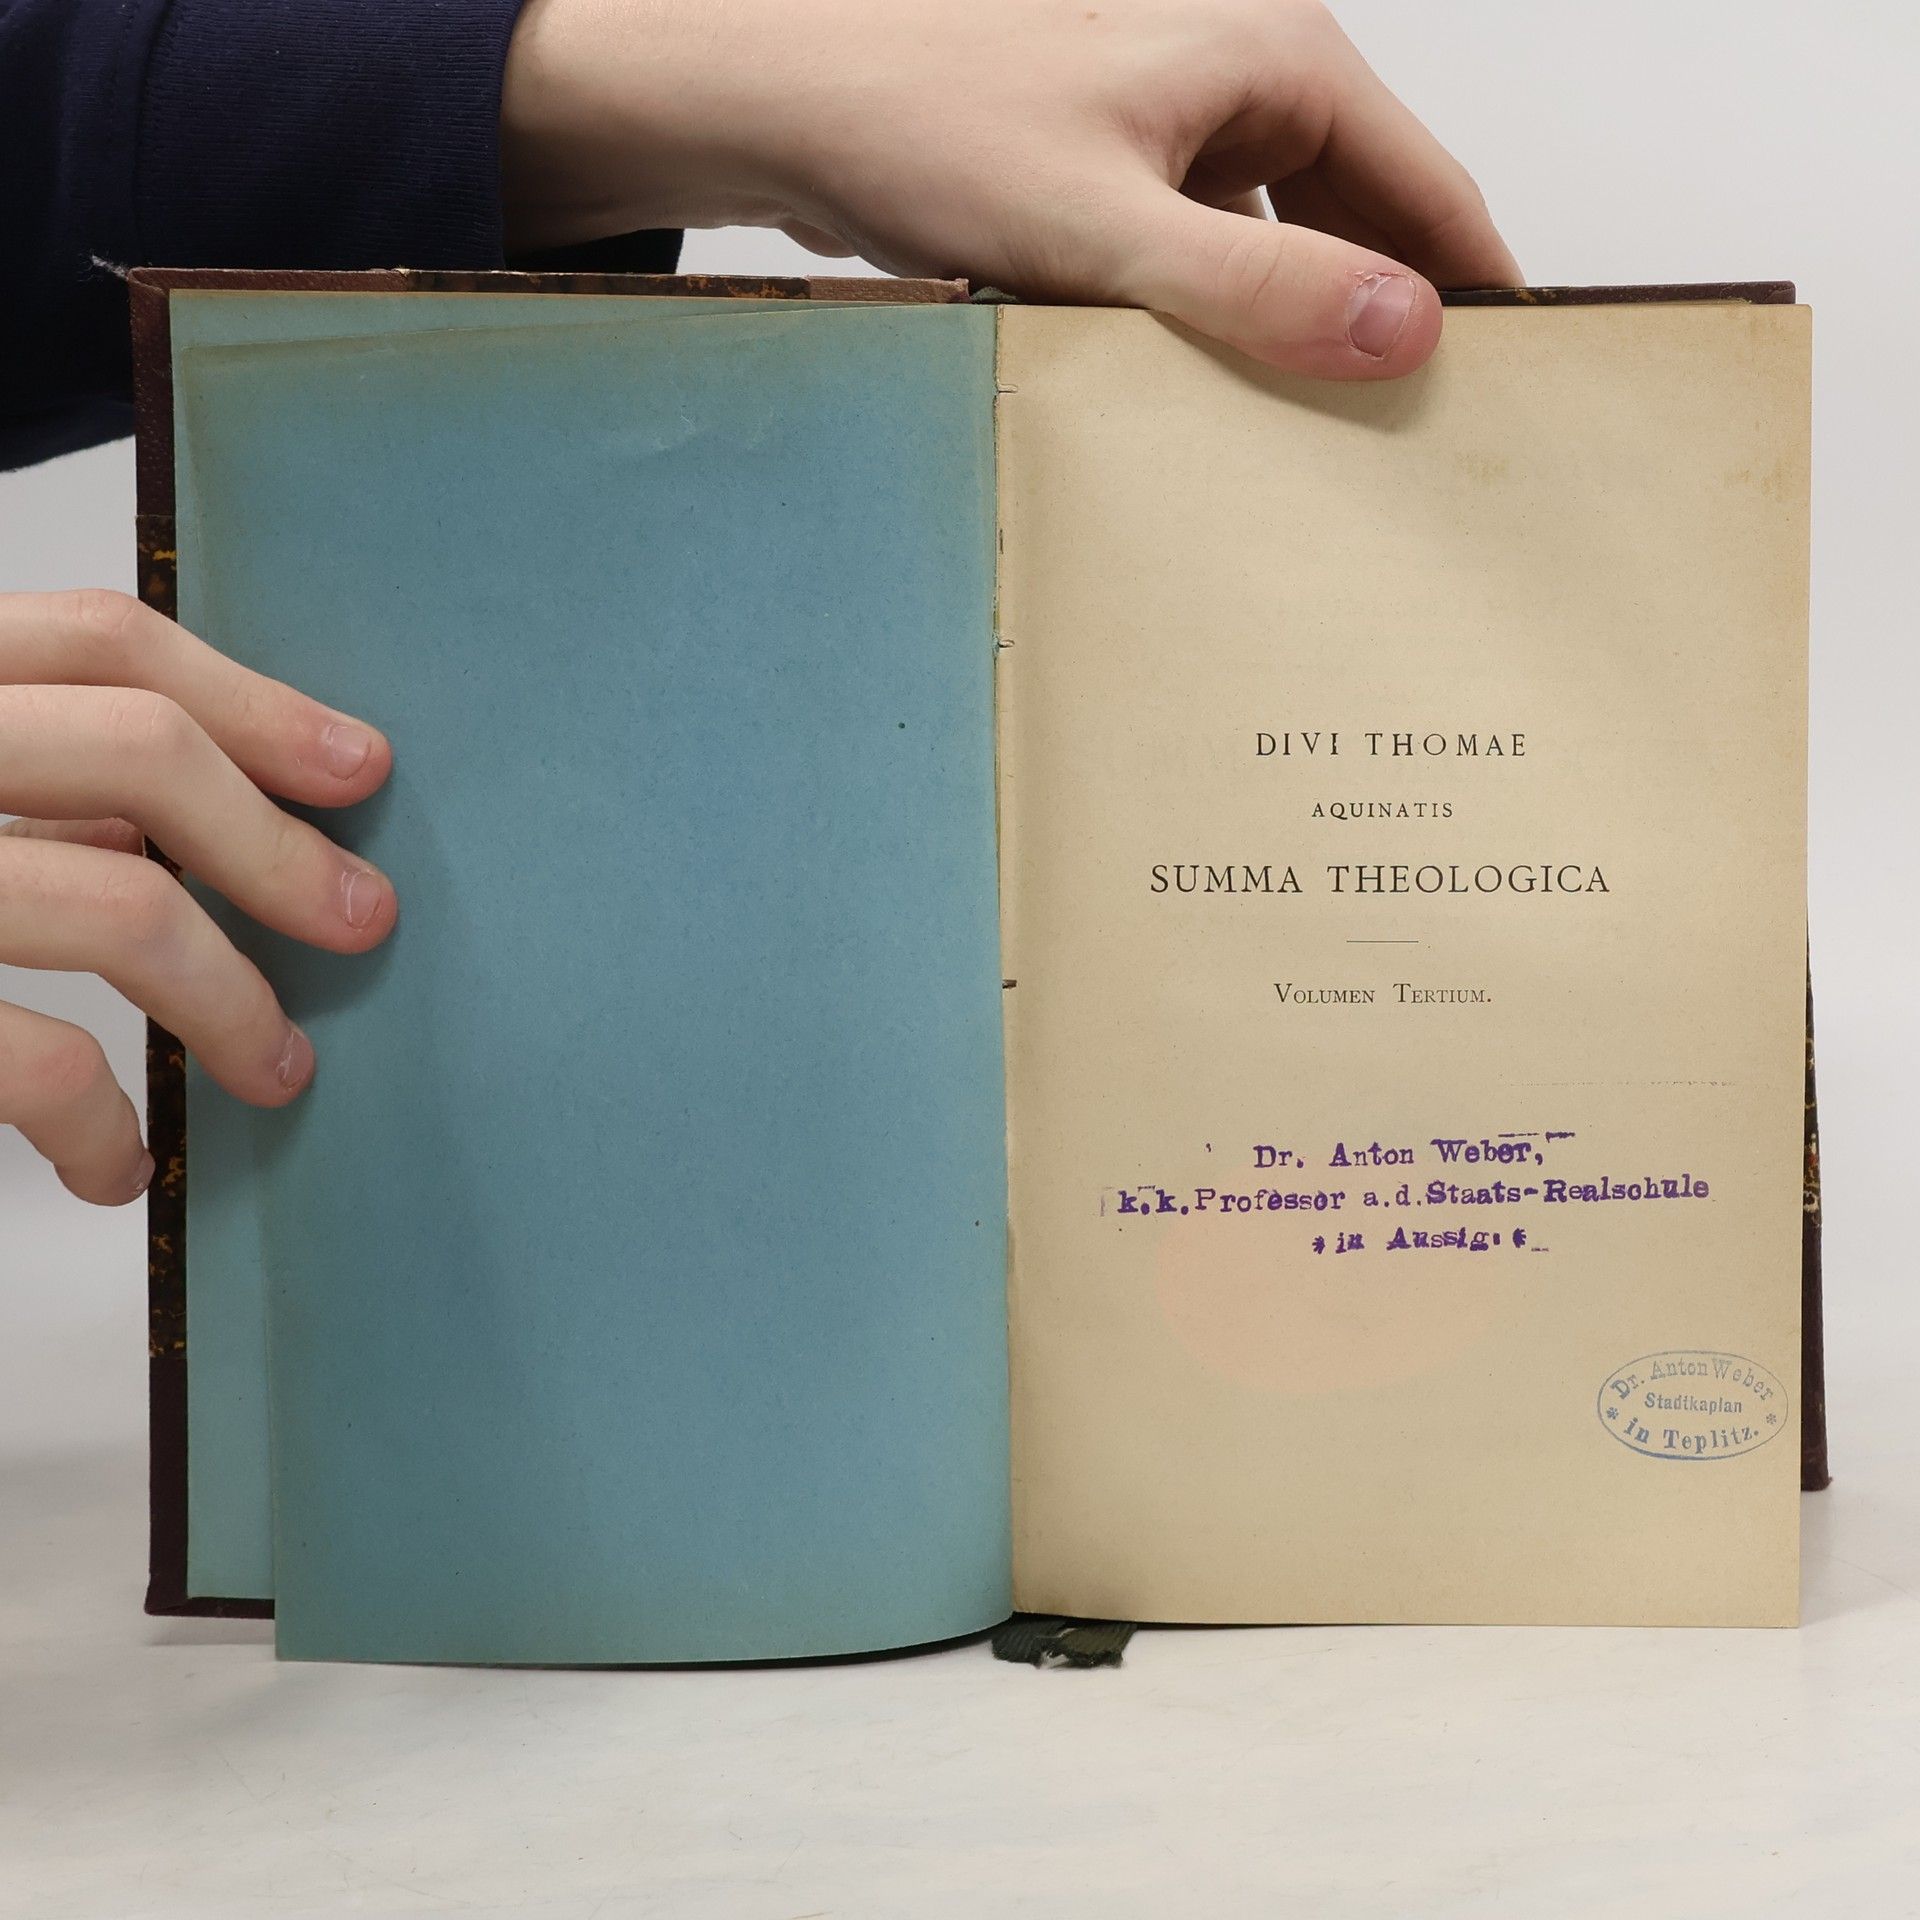 DIVI THOMAE
AQUINATIS
SUMMA THEOLOGICA
VOLUMEN TERTIUM.
Dr. Anton Weber,
k.k. Professor a.d. Staats-Realschule
* in Aussig. *
Dr. Anton Weber
Stadtkaplan
* in Teplitz. *